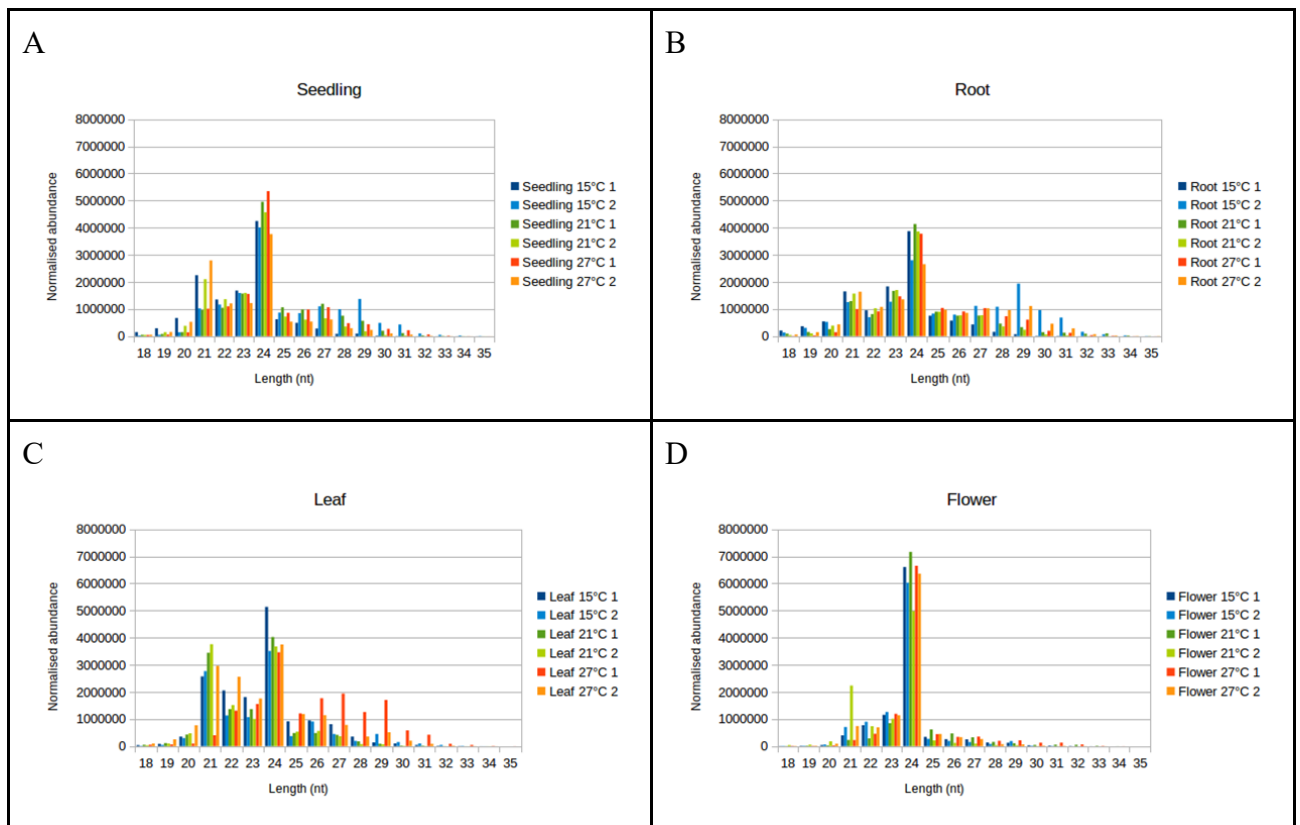 A
Seedling
8000000
7000000
6000000
5000000
4000000
3000000
2000000
1000000
0
Normalised abundance
18 19 20 21 22 23 24 25 26 27 28 29 30 31 32 33 34 35
Length (nt)
Seedling 15°C 1
Seedling 15°C 2
Seedling 21°C 1
Seedling 21°C 2
Seedling 27°C 1
Seedling 27°C 2
B
Root
8000000
7000000
6000000
5000000
4000000
3000000
2000000
1000000
0
Normalised abundance
18 19 20 21 22 23 24 25 26 27 28 29 30 31 32 33 34 35
Length (nt)
Root 15°C 1
Root 15°C 2
Root 21°C 1
Root 21°C 2
Root 27°C 1
Root 27°C 2
C
Leaf
8000000
7000000
6000000
5000000
4000000
3000000
2000000
1000000
0
Normalised abundance
18 19 20 21 22 23 24 25 26 27 28 29 30 31 32 33 34 35
Length (nt)
Leaf 15°C 1
Leaf 15°C 2
Leaf 21°C 1
Leaf 21°C 2
Leaf 27°C 1
Leaf 27°C 2
D
Flower
8000000
7000000
6000000
5000000
4000000
3000000
2000000
1000000
0
Normalised abundance
18 19 20 21 22 23 24 25 26 27 28 29 30 31 32 33 34 35
Length (nt)
Flower 15°C 1
Flower 15°C 2
Flower 21°C 1
Flower 21°C 2
Flower 27°C 1
Flower 27°C 2